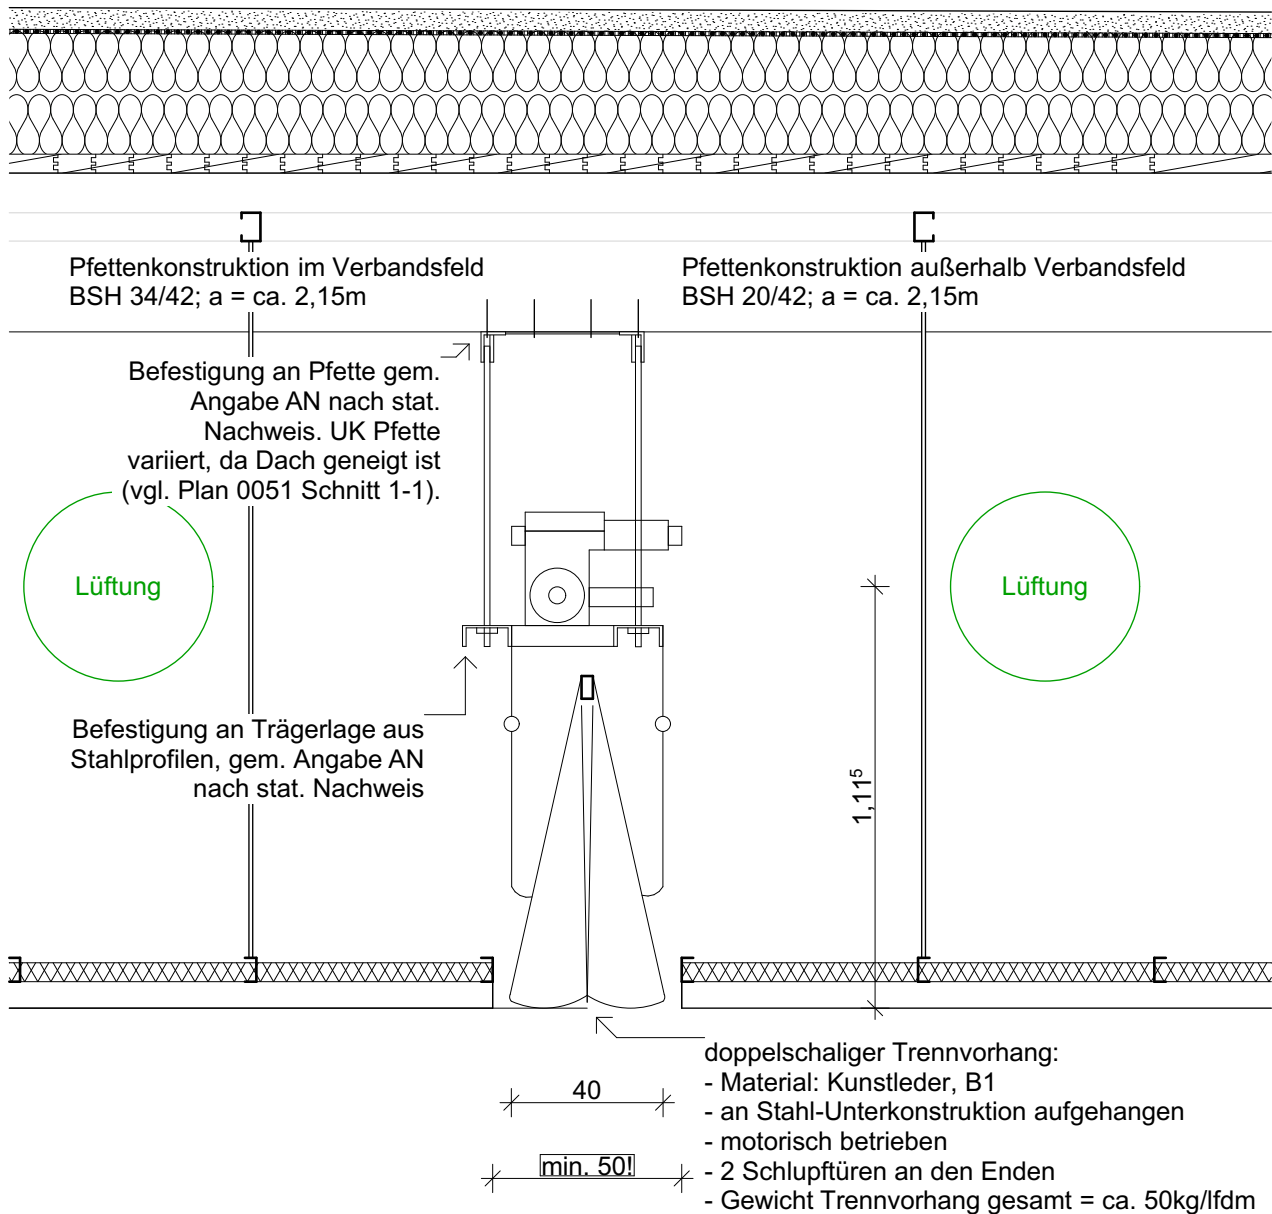 Pfettenkonstruktion im Verbandsfeld
BSH 34/42; a = ca. 2,15m
Pfettenkonstruktion außerhalb Verbandsfeld
BSH 20/42; a = ca. 2,15m
Befestigung an Pfette gem.
Angabe AN nach stat.
Nachweis. UK Pfette
variiert, da Dach geneigt ist
(vgl. Plan 0051 Schnitt 1-1).
Lüftung
Lüftung
Befestigung an Trägerlage aus
Stahlprofilen, gem. Angabe AN
nach stat. Nachweis
1,11⁵
doppelschaliger Trennvorhang:
- Material: Kunstleder, B1
- an Stahl-Unterkonstruktion aufgehangen
- motorisch betrieben
- 2 Schlupftüren an den Enden
- Gewicht Trennvorhang gesamt = ca. 50kg/lfdm
40
min. 50!